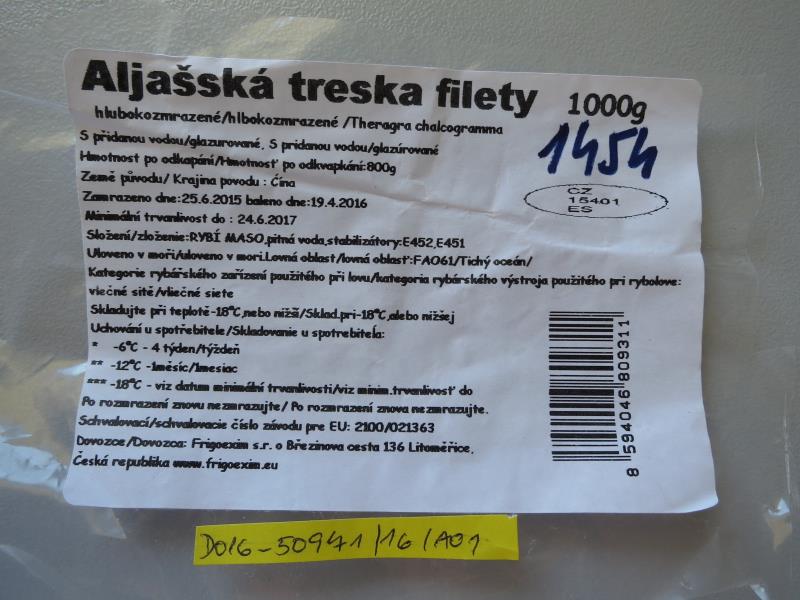 Aljašská treska filety 1000g
hlubokozmrazené/hlbokozmrazené /Theragra chalcogramma
1454
S přidanou vodou/glazurované, S pridanou vodou/glazúrované
Hmotnost po odkapání/Hmotnosť po odkvapkání:800g
CZ
15401
ES
Země původu/ Krajina povodu : Čína
Zamrazeno dne:25.6.2015 baleno dne:19.4.2016
Minimální trvanlivost do : 24.6.2017
Složení/zloženie:RYBÍ MASO,pitná voda,stabilizátory:E452,E451
Uloveno v moři/uloveno v mori.Lovná oblast/lovná oblasť:FAO61/Tichý oceán/
Kategorie rybářského zařízení použitého při lovu/kategoria rybárského výstroja použitého pri rybolove:
vlečné sítě/vliečné siete
Skladujte při teplotě-18°C,nebo nižší/Sklad.pri-18°C,alebo nižšej
Uchování u spotřebitele/Skladovanie u spotrebiteľa:
* -6°C - 4 týden/týždeň
** -12°C -1měsíc/1mesiac
*** -18°C - viz datum minimální trvanlivosti/viz minim.trvanlivosť do
Po rozmrazení znovu nezmrazujte/ Po rozmrazení znova nezmrazujte.
Schvalovací/schvalovacie číslo závodu pre EU: 2100/021363
Dovozce/Dovozca: Frigoexim s.r. o Březinova cesta 136 Litoměřice,
Česká republika www.frigoexim.eu
8 594046 809311
D016-50941/16/A01